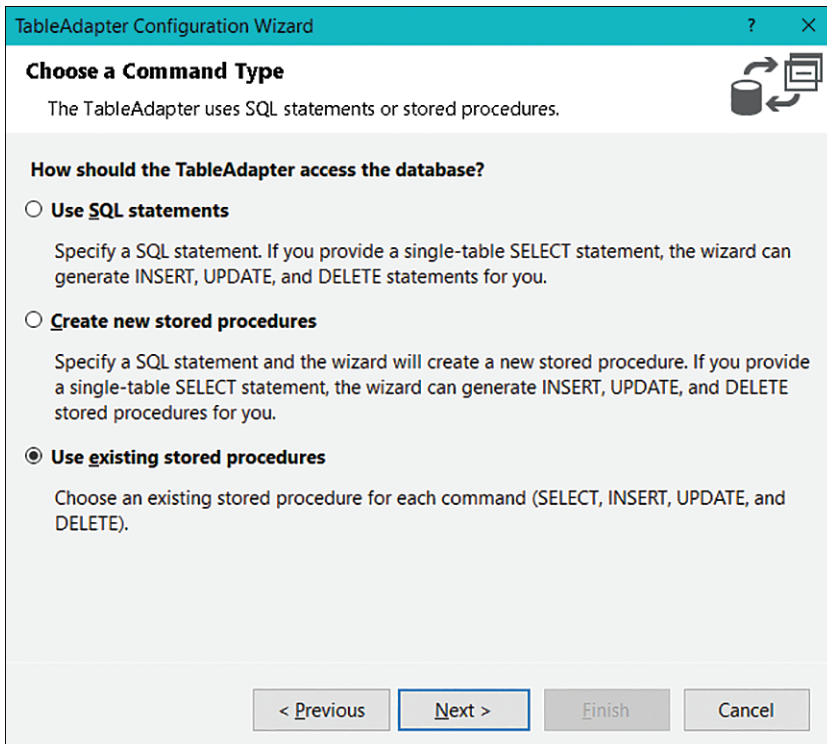 TableAdapter Configuration Wizard ?
Choose a Command Type
The TableAdapter uses SQL statements or stored procedures.
How should the TableAdapter access the database?
Use SQL statements
Specify a SQL statement. If you provide a single-table SELECT statement, the wizard can
generate INSERT, UPDATE, and DELETE statements for you.
Create new stored procedures
Specify a SQL statement and the wizard will create a new stored procedure. If you provide
a single-table SELECT statement, the wizard can generate INSERT, UPDATE, and DELETE
stored procedures for you.
Use existing stored procedures
Choose an existing stored procedure for each command (SELECT, INSERT, UPDATE, and
DELETE).
< Previous Next > Finish Cancel